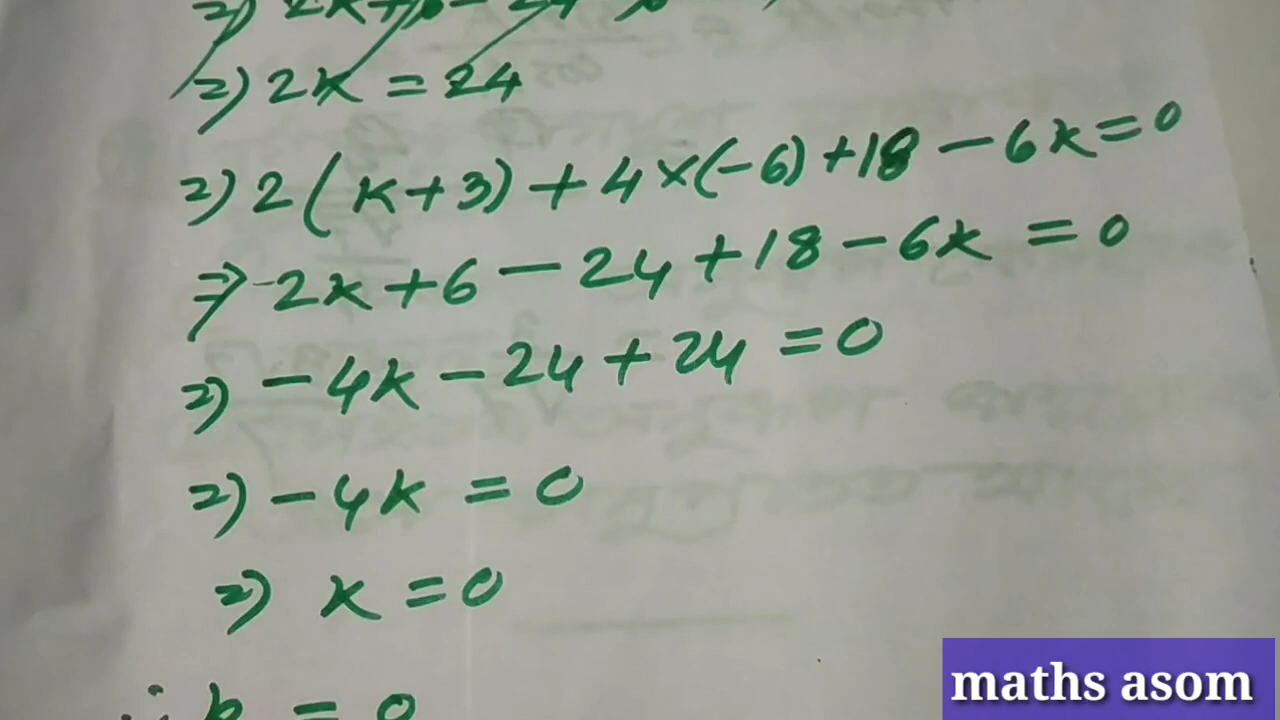 ⇒) 2k = 24
⇒) 2(k+3) + 4×(-6) + 18 - 6k = 0
⇒ 2k + 6 - 24 + 18 - 6k = 0
⇒) - 4k - 24 + 24 = 0
⇒) - 4k = 0
⇒) k = 0
∴ k = 0
maths asom